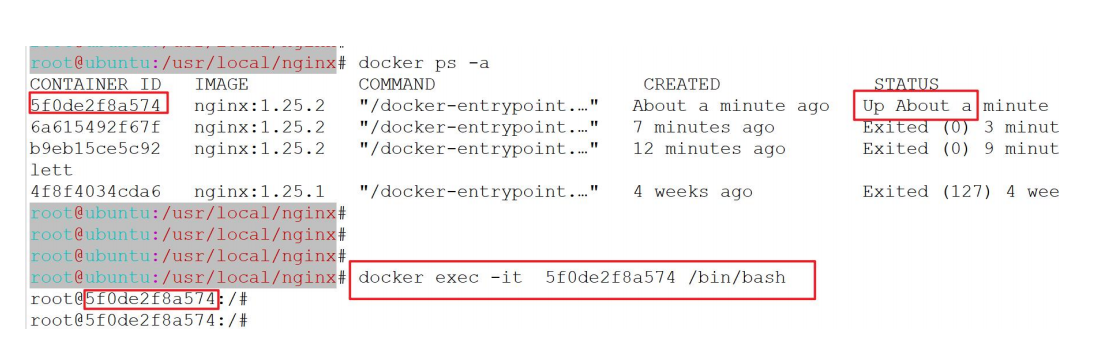 root@ubuntu:/usr/local/nginx#
root@ubuntu:/usr/local/nginx# docker ps -a
CONTAINER ID   IMAGE          COMMAND                  CREATED              STATUS
5f0de2f8a574   nginx:1.25.2   "/docker-entrypoint.…"   About a minute ago   Up About a minute
6a615492f67f   nginx:1.25.2   "/docker-entrypoint.…"   7 minutes ago        Exited (0) 3 minut
b9eb15ce5c92   nginx:1.25.2   "/docker-entrypoint.…"   12 minutes ago       Exited (0) 9 minut
lett
4f8f4034cda6   nginx:1.25.1   "/docker-entrypoint.…"   4 weeks ago          Exited (127) 4 wee
root@ubuntu:/usr/local/nginx#
root@ubuntu:/usr/local/nginx#
root@ubuntu:/usr/local/nginx#
root@ubuntu:/usr/local/nginx# docker exec -it  5f0de2f8a574 /bin/bash
root@5f0de2f8a574:/#
root@5f0de2f8a574:/#